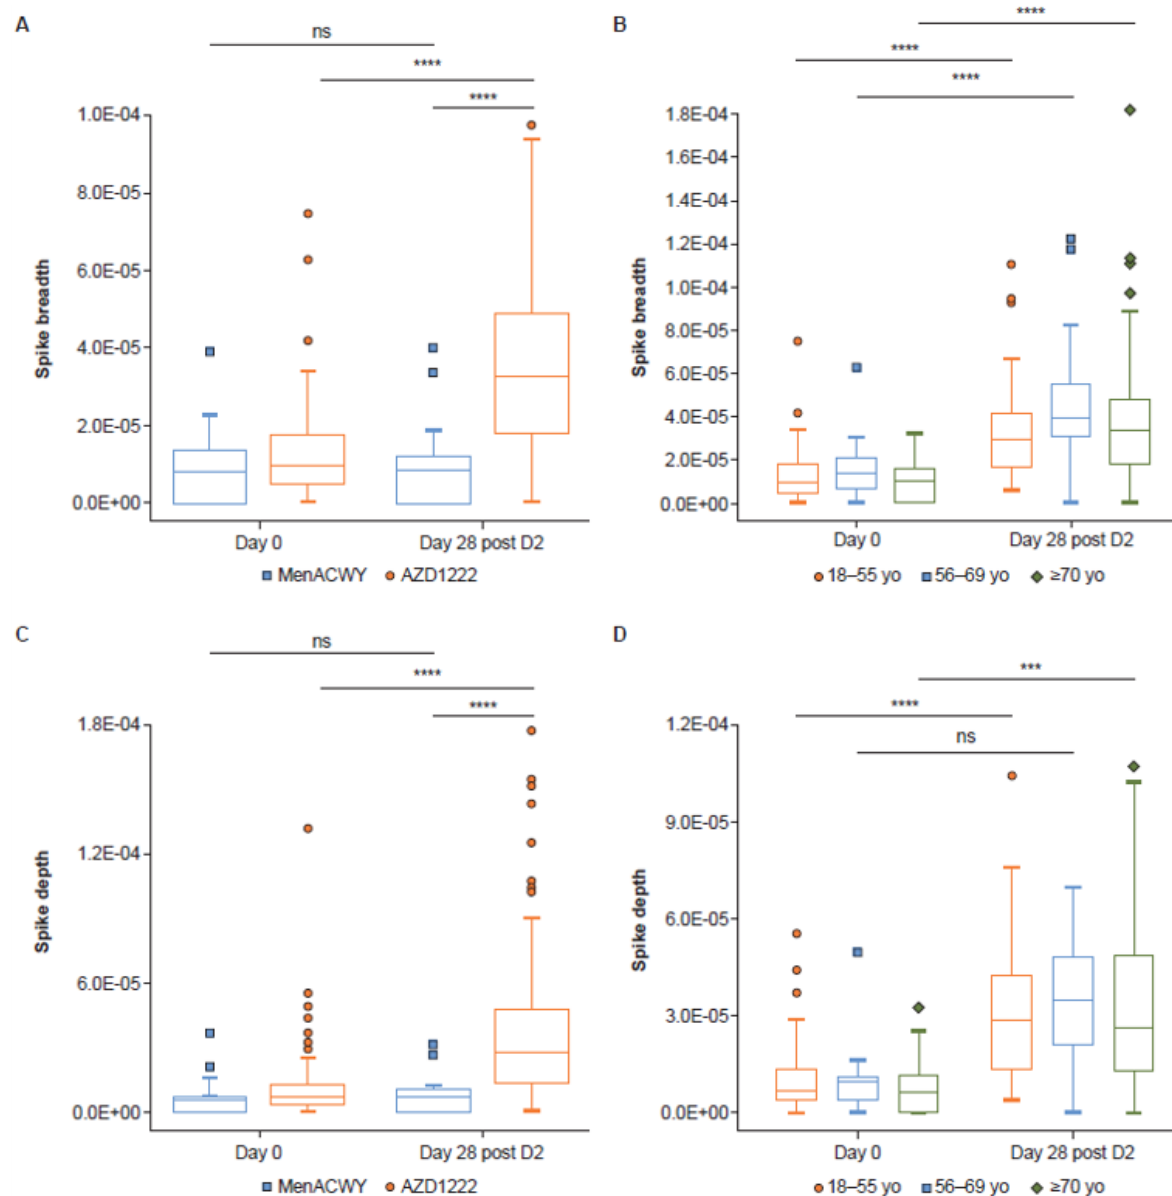 A
ns
****
****
Spike breadth
1.0E-04
8.0E-05
6.0E-05
4.0E-05
2.0E-05
0.0E+00
Day 0 Day 28 post D2
MenACWY AZD1222
B
****
****
****
Spike breadth
1.8E-04
1.6E-04
1.4E-04
1.2E-04
1.0E-04
8.0E-05
6.0E-05
4.0E-05
2.0E-05
0.0E+00
Day 0 Day 28 post D2
18–55 yo 56–69 yo ≥70 yo
C
ns
****
****
Spike depth
1.8E-04
1.2E-04
6.0E-05
0.0E+00
Day 0 Day 28 post D2
MenACWY AZD1222
D
***
****
ns
Spike depth
1.2E-04
9.0E-05
6.0E-05
3.0E-05
0.0E+00
Day 0 Day 28 post D2
18–55 yo 56–69 yo ≥70 yo